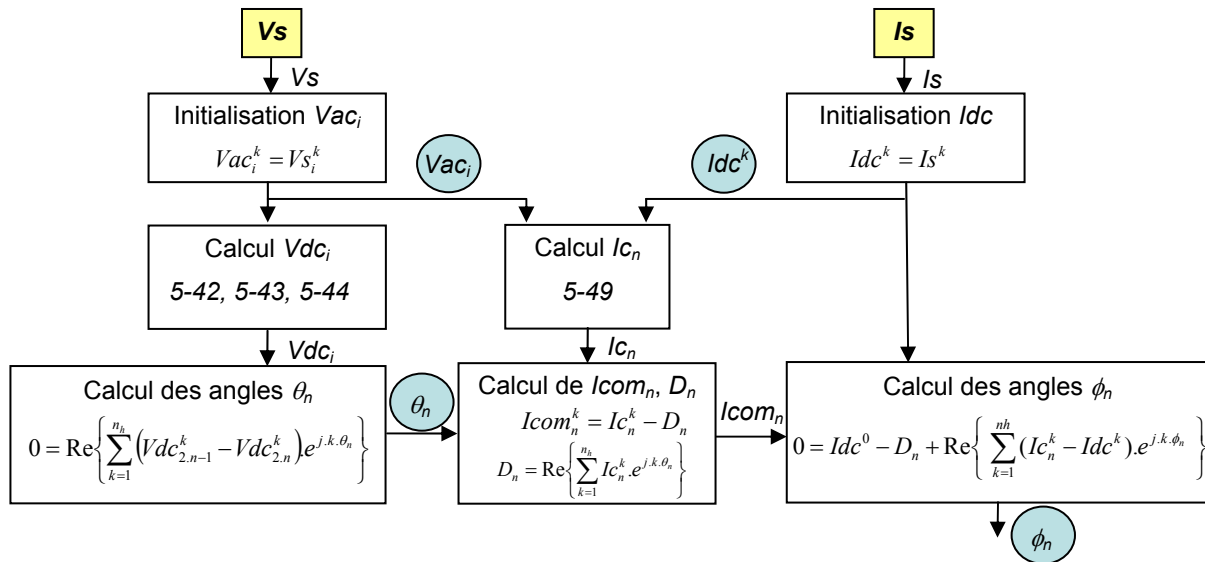 Vs
Is
Vs
Is
Initialisation Vac_i
Vac_i^k = Vs_i^k
Initialisation Idc
Idc^k = Is^k
Vac_i
Idc^k
Calcul Vdc_i
5-42, 5-43, 5-44
Calcul Ic_n
5-49
Vdc_i
Ic_n
Calcul des angles θ_n
0 = Re{∑_{k=1}^{n_h} (Vdc_{2.n-1}^k − Vdc_{2.n}^k).e^{j.k.θ_n}}
θ_n
Calcul de Icom_n, D_n
Icom_n^k = Ic_n^k − D_n
D_n = Re{∑_{k=1}^{n_h} Ic_n^k.e^{j.k.θ_n}}
Icom_n
Calcul des angles ϕ_n
0 = Idc^0 − D_n + Re{∑_{k=1}^{nh} (Ic_n^k − Idc^k).e^{j.k.ϕ_n}}
ϕ_n